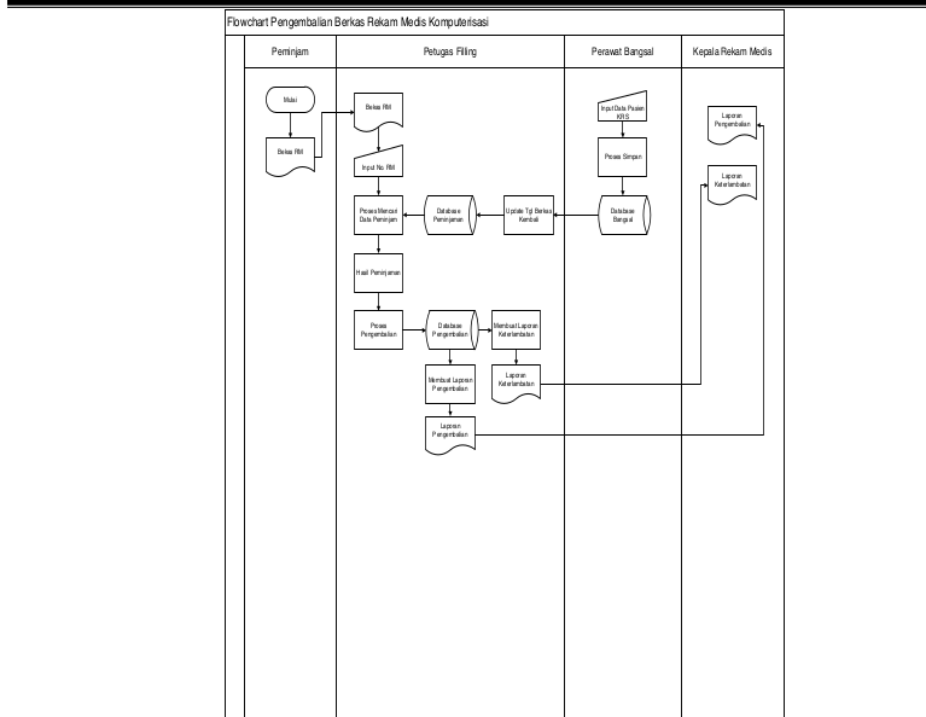 Flowchart Pengembalian Berkas Rekam Medis Komputerisasi
Peminjam
Petugas Filling
Perawat Bangsal
Kepala Rekam Medis
Mulai
Bekas RM
Bekas RM
Input No. RM
Proses Mencari
Data Peminjam
Database
Peminjaman
Update Tgl Berkas
Kembali
Input Data Pasien
KRS
Proses Simpan
Database
Bangsal
Laporan
Pengembalian
Laporan
Keterlambatan
Hasil Peminjaman
Proses
Pengembalian
Database
Pengembalian
Membuat Laporan
Keterlambatan
Membuat Laporan
Pengembalian
Laporan
Keterlambatan
Laporan
Pengembalian